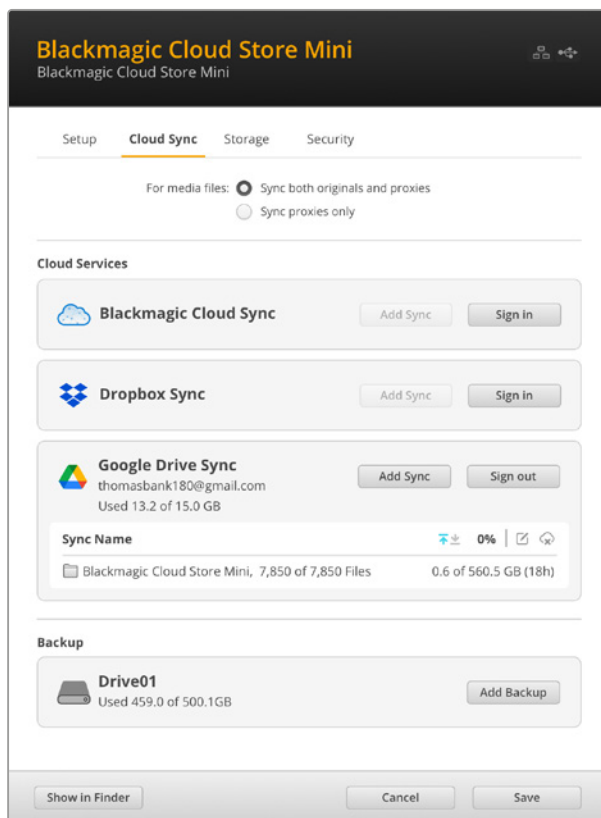 Blackmagic Cloud Store Mini
Blackmagic Cloud Store Mini
Setup Cloud Sync Storage Security
For media files: Sync both originals and proxies
Sync proxies only
Cloud Services
Blackmagic Cloud Sync Add Sync Sign in
Dropbox Sync Add Sync Sign in
Google Drive Sync
thomasbank180@gmail.com
Used 13.2 of 15.0 GB
Add Sync Sign out
Sync Name 0%
Blackmagic Cloud Store Mini, 7,850 of 7,850 Files 0.6 of 560.5 GB (18h)
Backup
Drive01
Used 459.0 of 500.1GB
Add Backup
Show in Finder Cancel Save